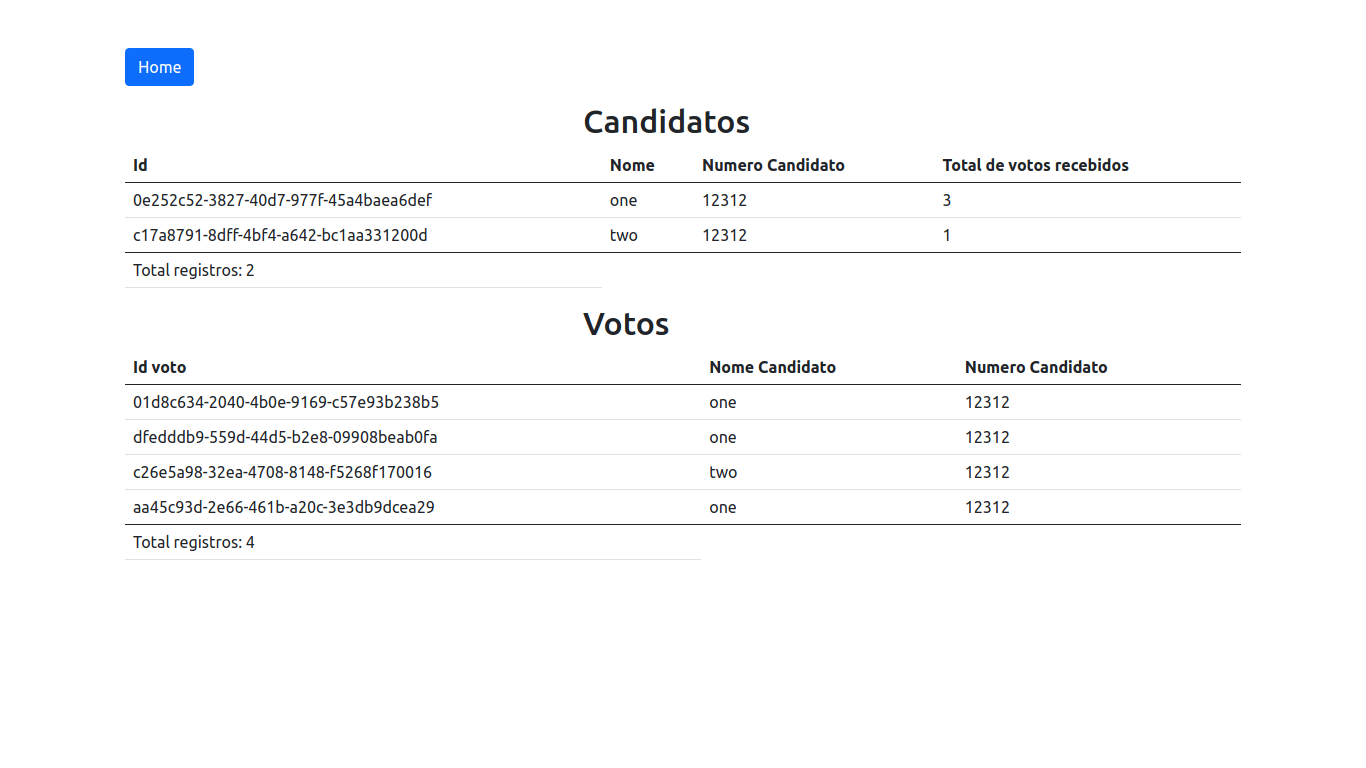 Home
Candidatos
Id Nome Numero Candidato Total de votos recebidos
0e252c52-3827-40d7-977f-45a4baea6def one 12312 3
c17a8791-8dff-4bf4-a642-bc1aa331200d two 12312 1
Total registros: 2
Votos
Id voto Nome Candidato Numero Candidato
01d8c634-2040-4b0e-9169-c57e93b238b5 one 12312
dfedddb9-559d-44d5-b2e8-09908beab0fa one 12312
c26e5a98-32ea-4708-8148-f5268f170016 two 12312
aa45c93d-2e66-461b-a20c-3e3db9dcea29 one 12312
Total registros: 4